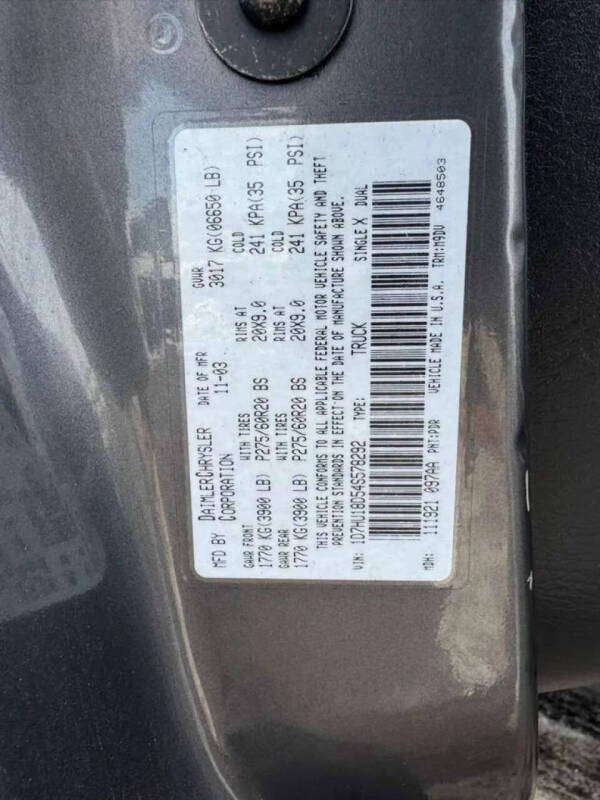 MFD BY DAIMLERCHRYSLER CORPORATION
DATE OF MFR 11-03
GVWR 3017 KG(06650 LB)
GAWR FRONT WITH TIRES RIMS AT COLD
1770 KG(3900 LB) P275/60R20 BS 20X9.0 241 KPA(35 PSI)
GAWR REAR WITH TIRES RIMS AT COLD
1770 KG(3900 LB) P275/60R20 BS 20X9.0 241 KPA(35 PSI)
THIS VEHICLE CONFORMS TO ALL APPLICABLE FEDERAL MOTOR VEHICLE SAFETY AND THEFT
PREVENTION STANDARDS IN EFFECT ON THE DATE OF MANUFACTURE SHOWN ABOVE.
VIN: 1D7HU18D54S578292 TYPE: TRUCK SINGLE X DUAL
MDH: 111921 097AA PNT:PDR VEHICLE MADE IN U.S.A. TRM:M9DV
4648503